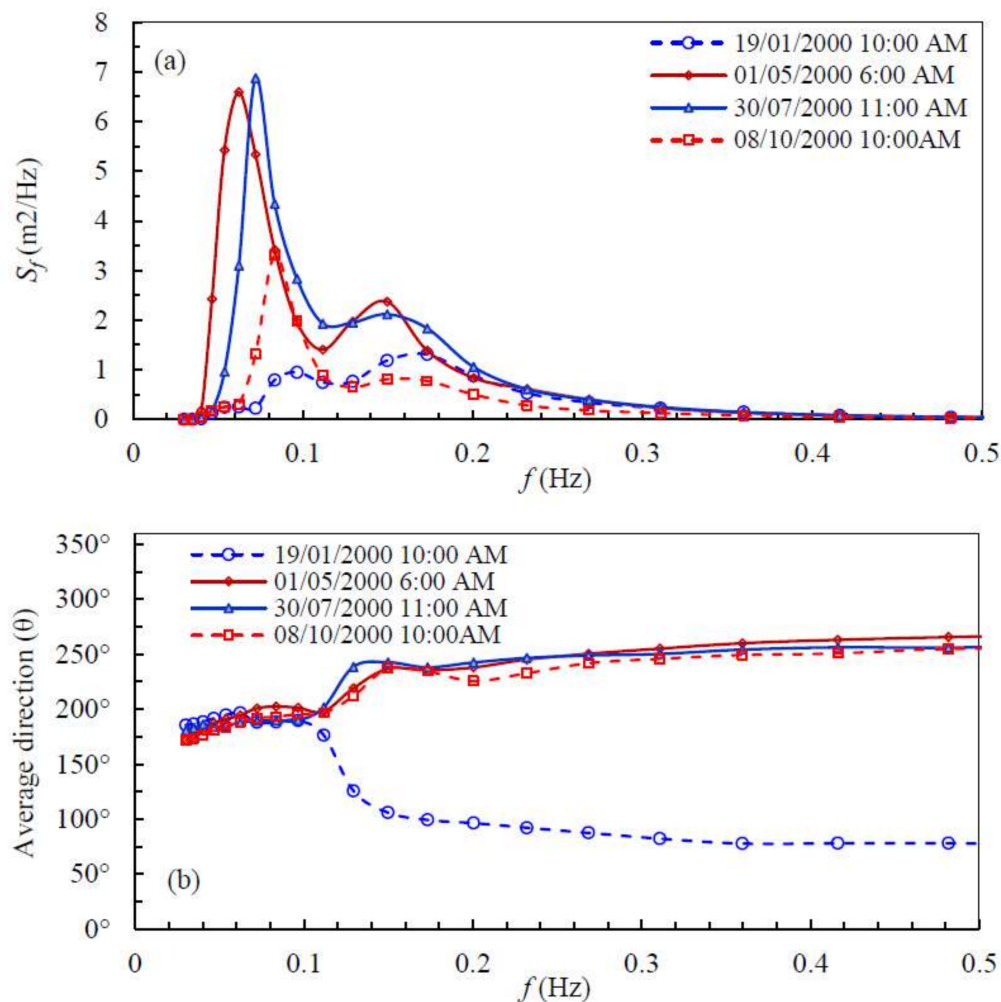 8
7
6
5
4
3
2
1
0
S_f (m2/Hz)
(a)
19/01/2000 10:00 AM
01/05/2000 6:00 AM
30/07/2000 11:00 AM
08/10/2000 10:00AM
0 0.1 0.2 0.3 0.4 0.5
f (Hz)
350°
300°
250°
200°
150°
100°
50°
0°
Average direction (θ)
19/01/2000 10:00 AM
01/05/2000 6:00 AM
30/07/2000 11:00 AM
08/10/2000 10:00AM
(b)
0 0.1 0.2 0.3 0.4 0.5
f (Hz)